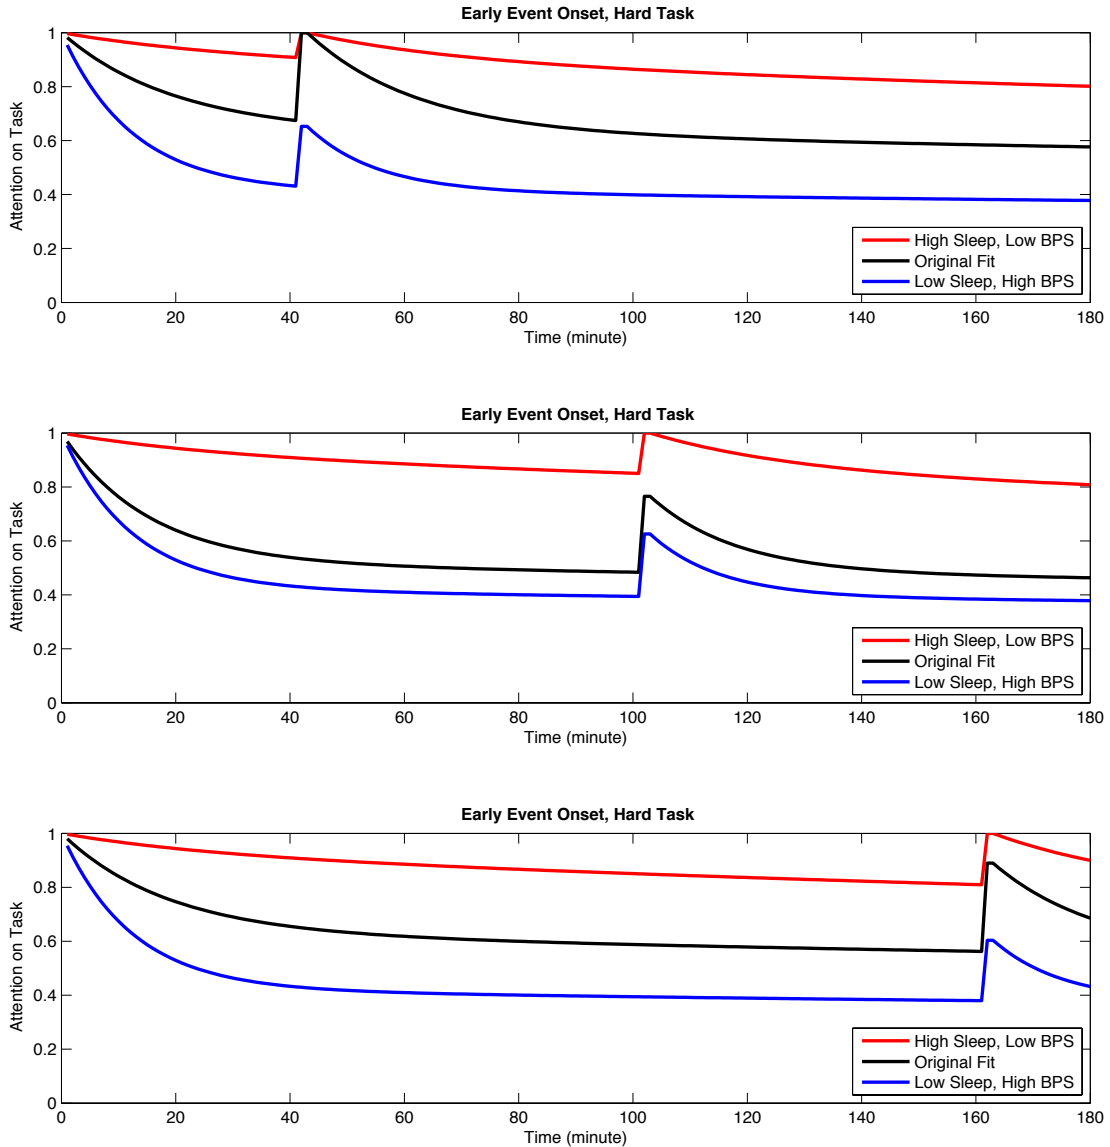 Early Event Onset, Hard Task
1
0.8
0.6
0.4
0.2
0
Attention on Task
High Sleep, Low BPS
Original Fit
Low Sleep, High BPS
0 20 40 60 80 100 120 140 160 180
Time (minute)
Early Event Onset, Hard Task
1
0.8
0.6
0.4
0.2
0
Attention on Task
High Sleep, Low BPS
Original Fit
Low Sleep, High BPS
0 20 40 60 80 100 120 140 160 180
Time (minute)
Early Event Onset, Hard Task
1
0.8
0.6
0.4
0.2
0
Attention on Task
High Sleep, Low BPS
Original Fit
Low Sleep, High BPS
0 20 40 60 80 100 120 140 160 180
Time (minute)